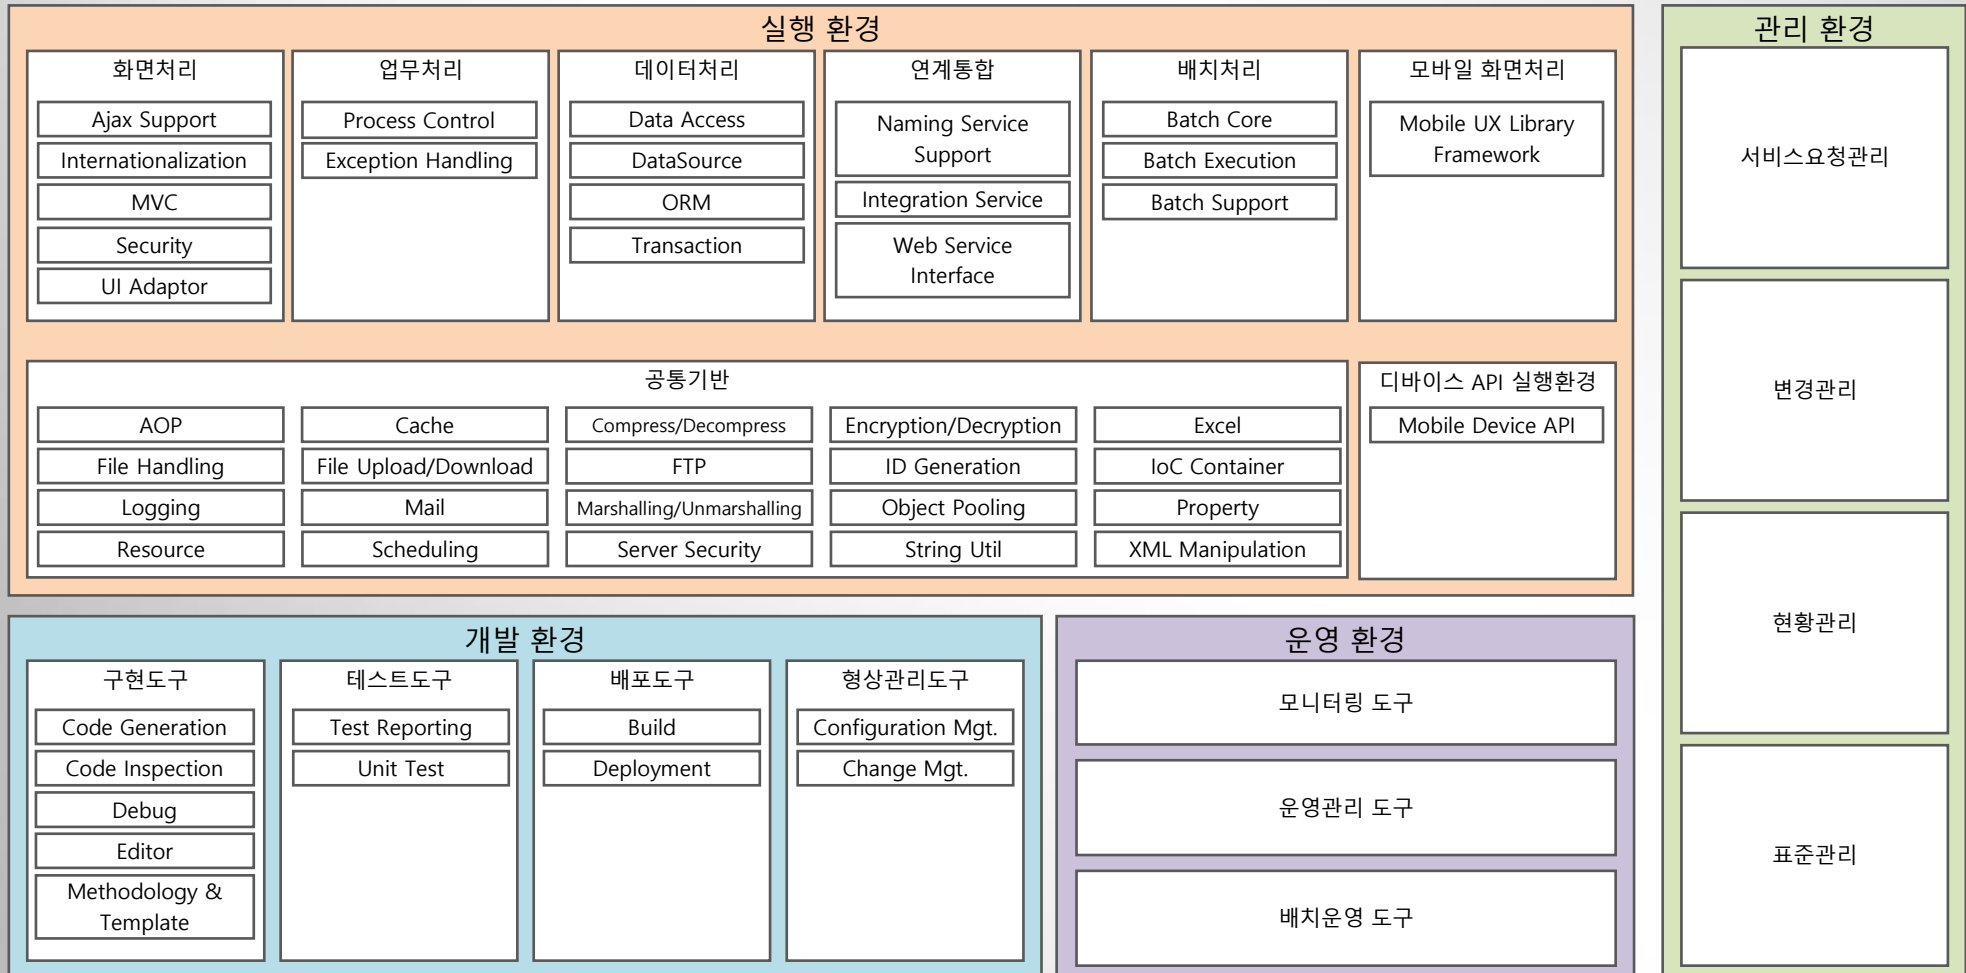 실행 환경
화면처리
Ajax Support
Internationalization
MVC
Security
UI Adaptor
업무처리
Process Control
Exception Handling
데이터처리
Data Access
DataSource
ORM
Transaction
연계통합
Naming Service
Support
Integration Service
Web Service
Interface
배치처리
Batch Core
Batch Execution
Batch Support
모바일 화면처리
Mobile UX Library
Framework
공통기반
AOP
Cache
Compress/Decompress
Encryption/Decryption
Excel
File Handling
File Upload/Download
FTP
ID Generation
IoC Container
Logging
Mail
Marshalling/Unmarshalling
Object Pooling
Property
Resource
Scheduling
Server Security
String Util
XML Manipulation
디바이스 API 실행환경
Mobile Device API
개발 환경
구현도구
Code Generation
Code Inspection
Debug
Editor
Methodology &
Template
테스트도구
Test Reporting
Unit Test
배포도구
Build
Deployment
형상관리도구
Configuration Mgt.
Change Mgt.
운영 환경
모니터링 도구
운영관리 도구
배치운영 도구
관리 환경
서비스요청관리
변경관리
현황관리
표준관리